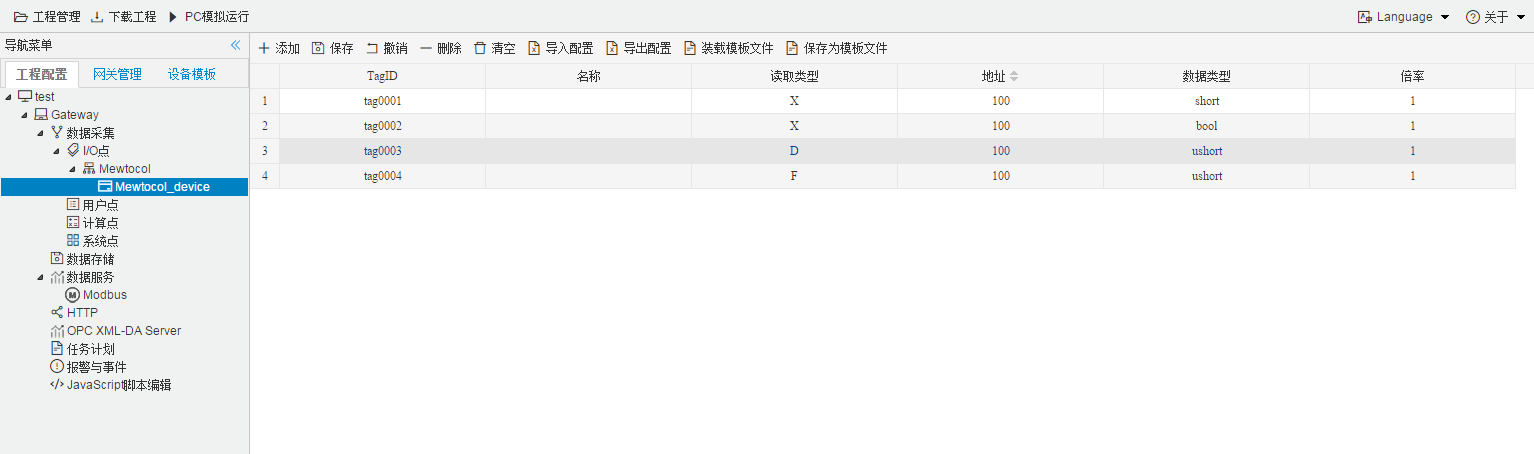 工程管理 下载工程 PC模拟运行 Language 关于
导航菜单
工程配置 网关管理 设备模板
test
Gateway
数据采集
I/O点
Mewtocol
Mewtocol_device
用户点
计算点
系统点
数据存储
数据服务
Modbus
HTTP
OPC XML-DA Server
任务计划
报警与事件
JavaScript脚本编辑
添加 保存 撤销 删除 清空 导入配置 导出配置 装载模板文件 保存为模板文件
TagID 名称 读取类型 地址 数据类型 倍率
1 tag0001 X 100 short 1
2 tag0002 X 100 bool 1
3 tag0003 D 100 ushort 1
4 tag0004 F 100 ushort 1